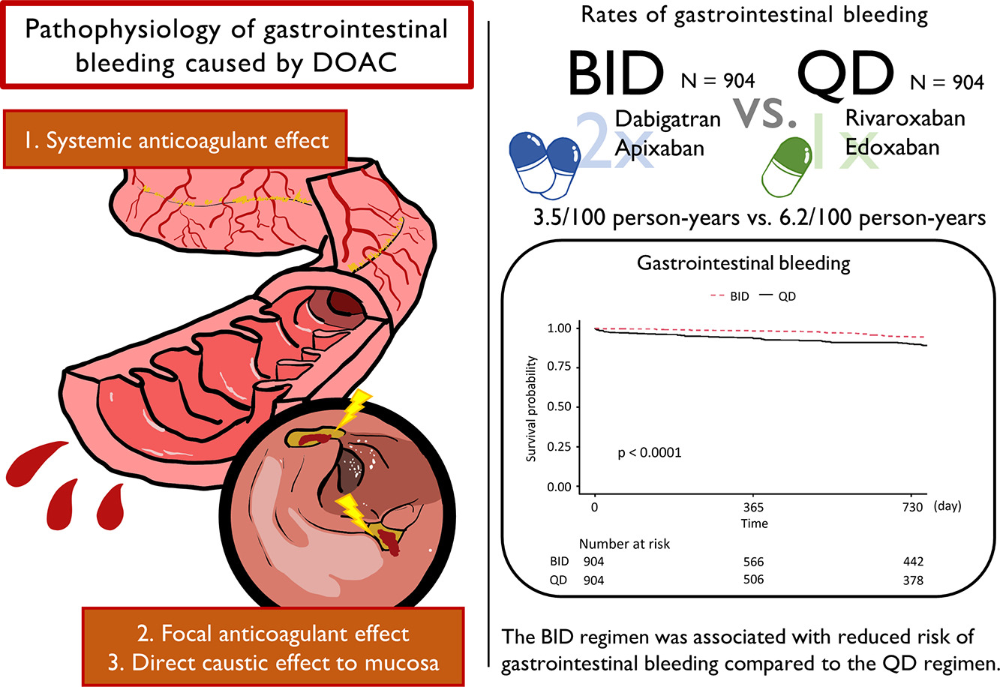 Pathophysiology of gastrointestinal
bleeding caused by DOAC
1. Systemic anticoagulant effect
2. Focal anticoagulant effect
3. Direct caustic effect to mucosa
Rates of gastrointestinal bleeding
BID N = 904
vs.
QD N = 904
2x
Dabigatran
Apixaban
1x
Rivaroxaban
Edoxaban
3.5/100 person-years vs. 6.2/100 person-years
Gastrointestinal bleeding
BID QD
Survival probability
1.00
0.75
0.50
0.25
0.00
p < 0.0001
0 365 730 (day)
Time
Number at risk
BID 904 566 442
QD 904 506 378
The BID regimen was associated with reduced risk of
gastrointestinal bleeding compared to the QD regimen.